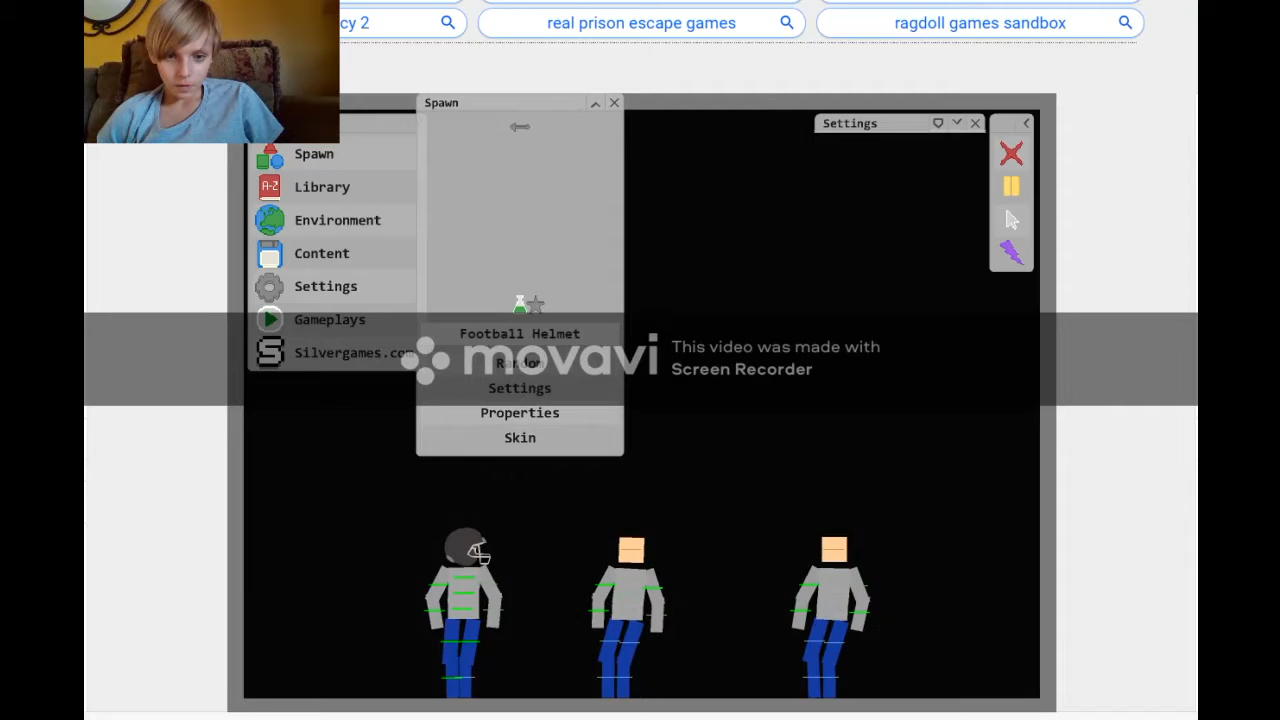 cy 2
real prison escape games
ragdoll games sandbox
Spawn
Settings
Spawn
A-Z
Library
Environment
Content
Settings
Gameplays
S
Silvergames.com
Football Helmet
Random
Settings
Properties
Skin
movavi
This video was made with
Screen Recorder